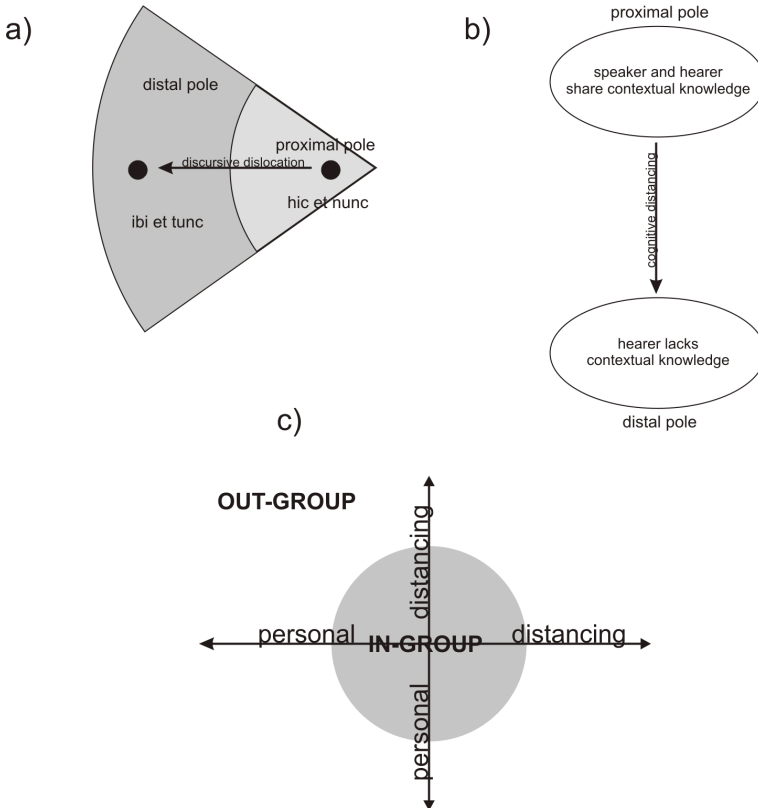 a)
distal pole
proximal pole
discursive dislocation
hic et nunc
ibi et tunc
b)
proximal pole
speaker and hearer
share contextual knowledge
cognitive distancing
hearer lacks
contextual knowledge
distal pole
c)
OUT-GROUP
distancing
personal
IN-GROUP
distancing
personal